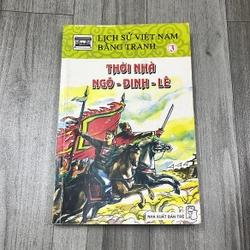 LỊCH SỬ VIỆT NAM
BẰNG TRANH
3
THỜI NHÀ
NGÔ - ĐINH - LÊ
NHÀ XUẤT BẢN TRẺ